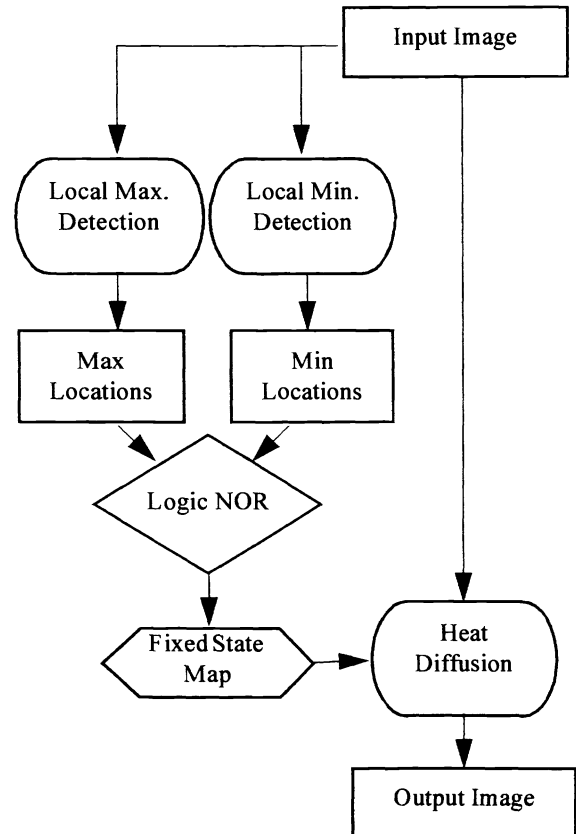 Input Image
Local Max.
Detection
Local Min.
Detection
Max
Locations
Min
Locations
Logic NOR
Fixed State
Map
Heat
Diffusion
Output Image